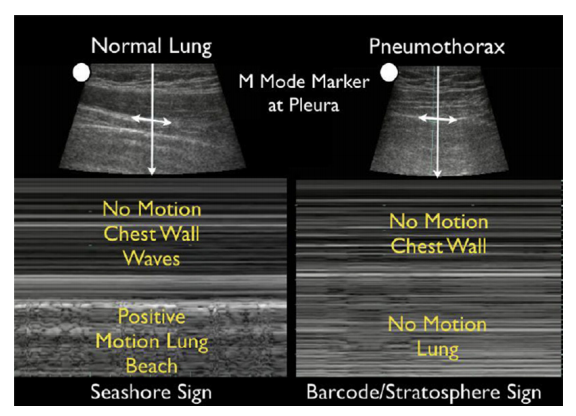 Normal Lung
Pneumothorax
M Mode Marker
at Pleura
No Motion
Chest Wall
Waves
Positive
Motion Lung
Beach
No Motion
Chest Wall
No Motion
Lung
Seashore Sign
Barcode/Stratosphere Sign